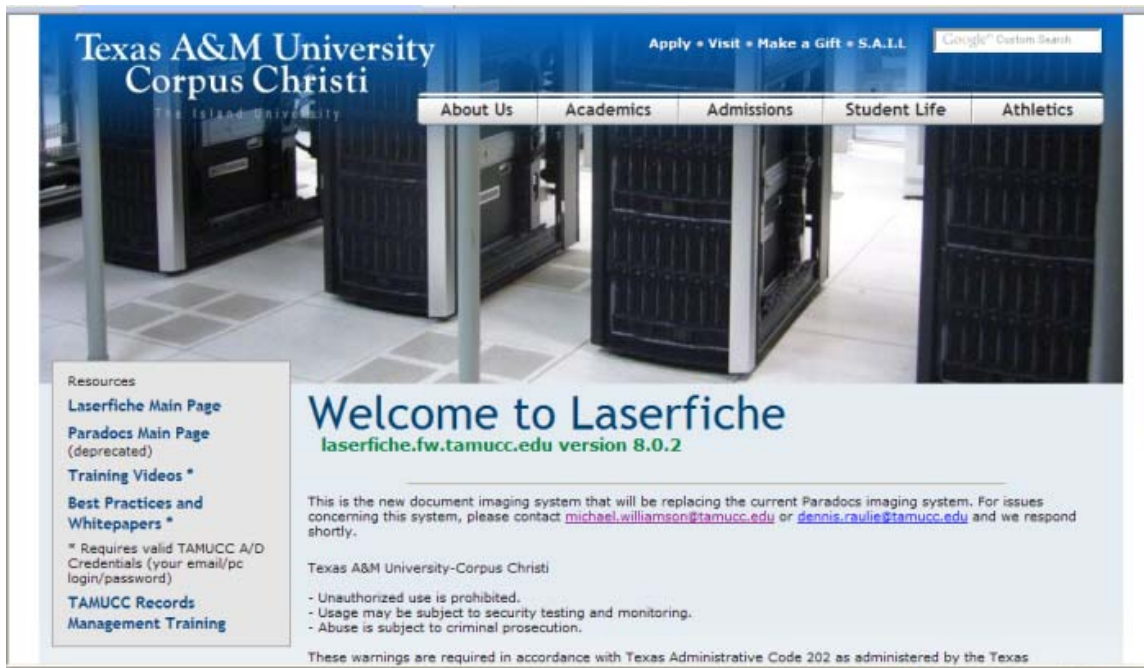 Texas A&M University
Corpus Christi
The Island University
Apply • Visit • Make a Gift • S.A.I.L
Google™ Custom Search
About Us
Academics
Admissions
Student Life
Athletics
Resources
Laserfiche Main Page
Paradocs Main Page
(deprecated)
Training Videos *
Best Practices and
Whitepapers *
* Requires valid TAMUCC A/D
Credentials (your email/pc
login/password)
TAMUCC Records
Management Training
Welcome to Laserfiche
laserfiche.fw.tamucc.edu version 8.0.2
This is the new document imaging system that will be replacing the current Paradocs imaging system. For issues
concerning this system, please contact michael.williamson@tamucc.edu or dennis.raulie@tamucc.edu and we respond
shortly.
Texas A&M University-Corpus Christi
- Unauthorized use is prohibited.
- Usage may be subject to security testing and monitoring.
- Abuse is subject to criminal prosecution.
These warnings are required in accordance with Texas Administrative Code 202 as administered by the Texas